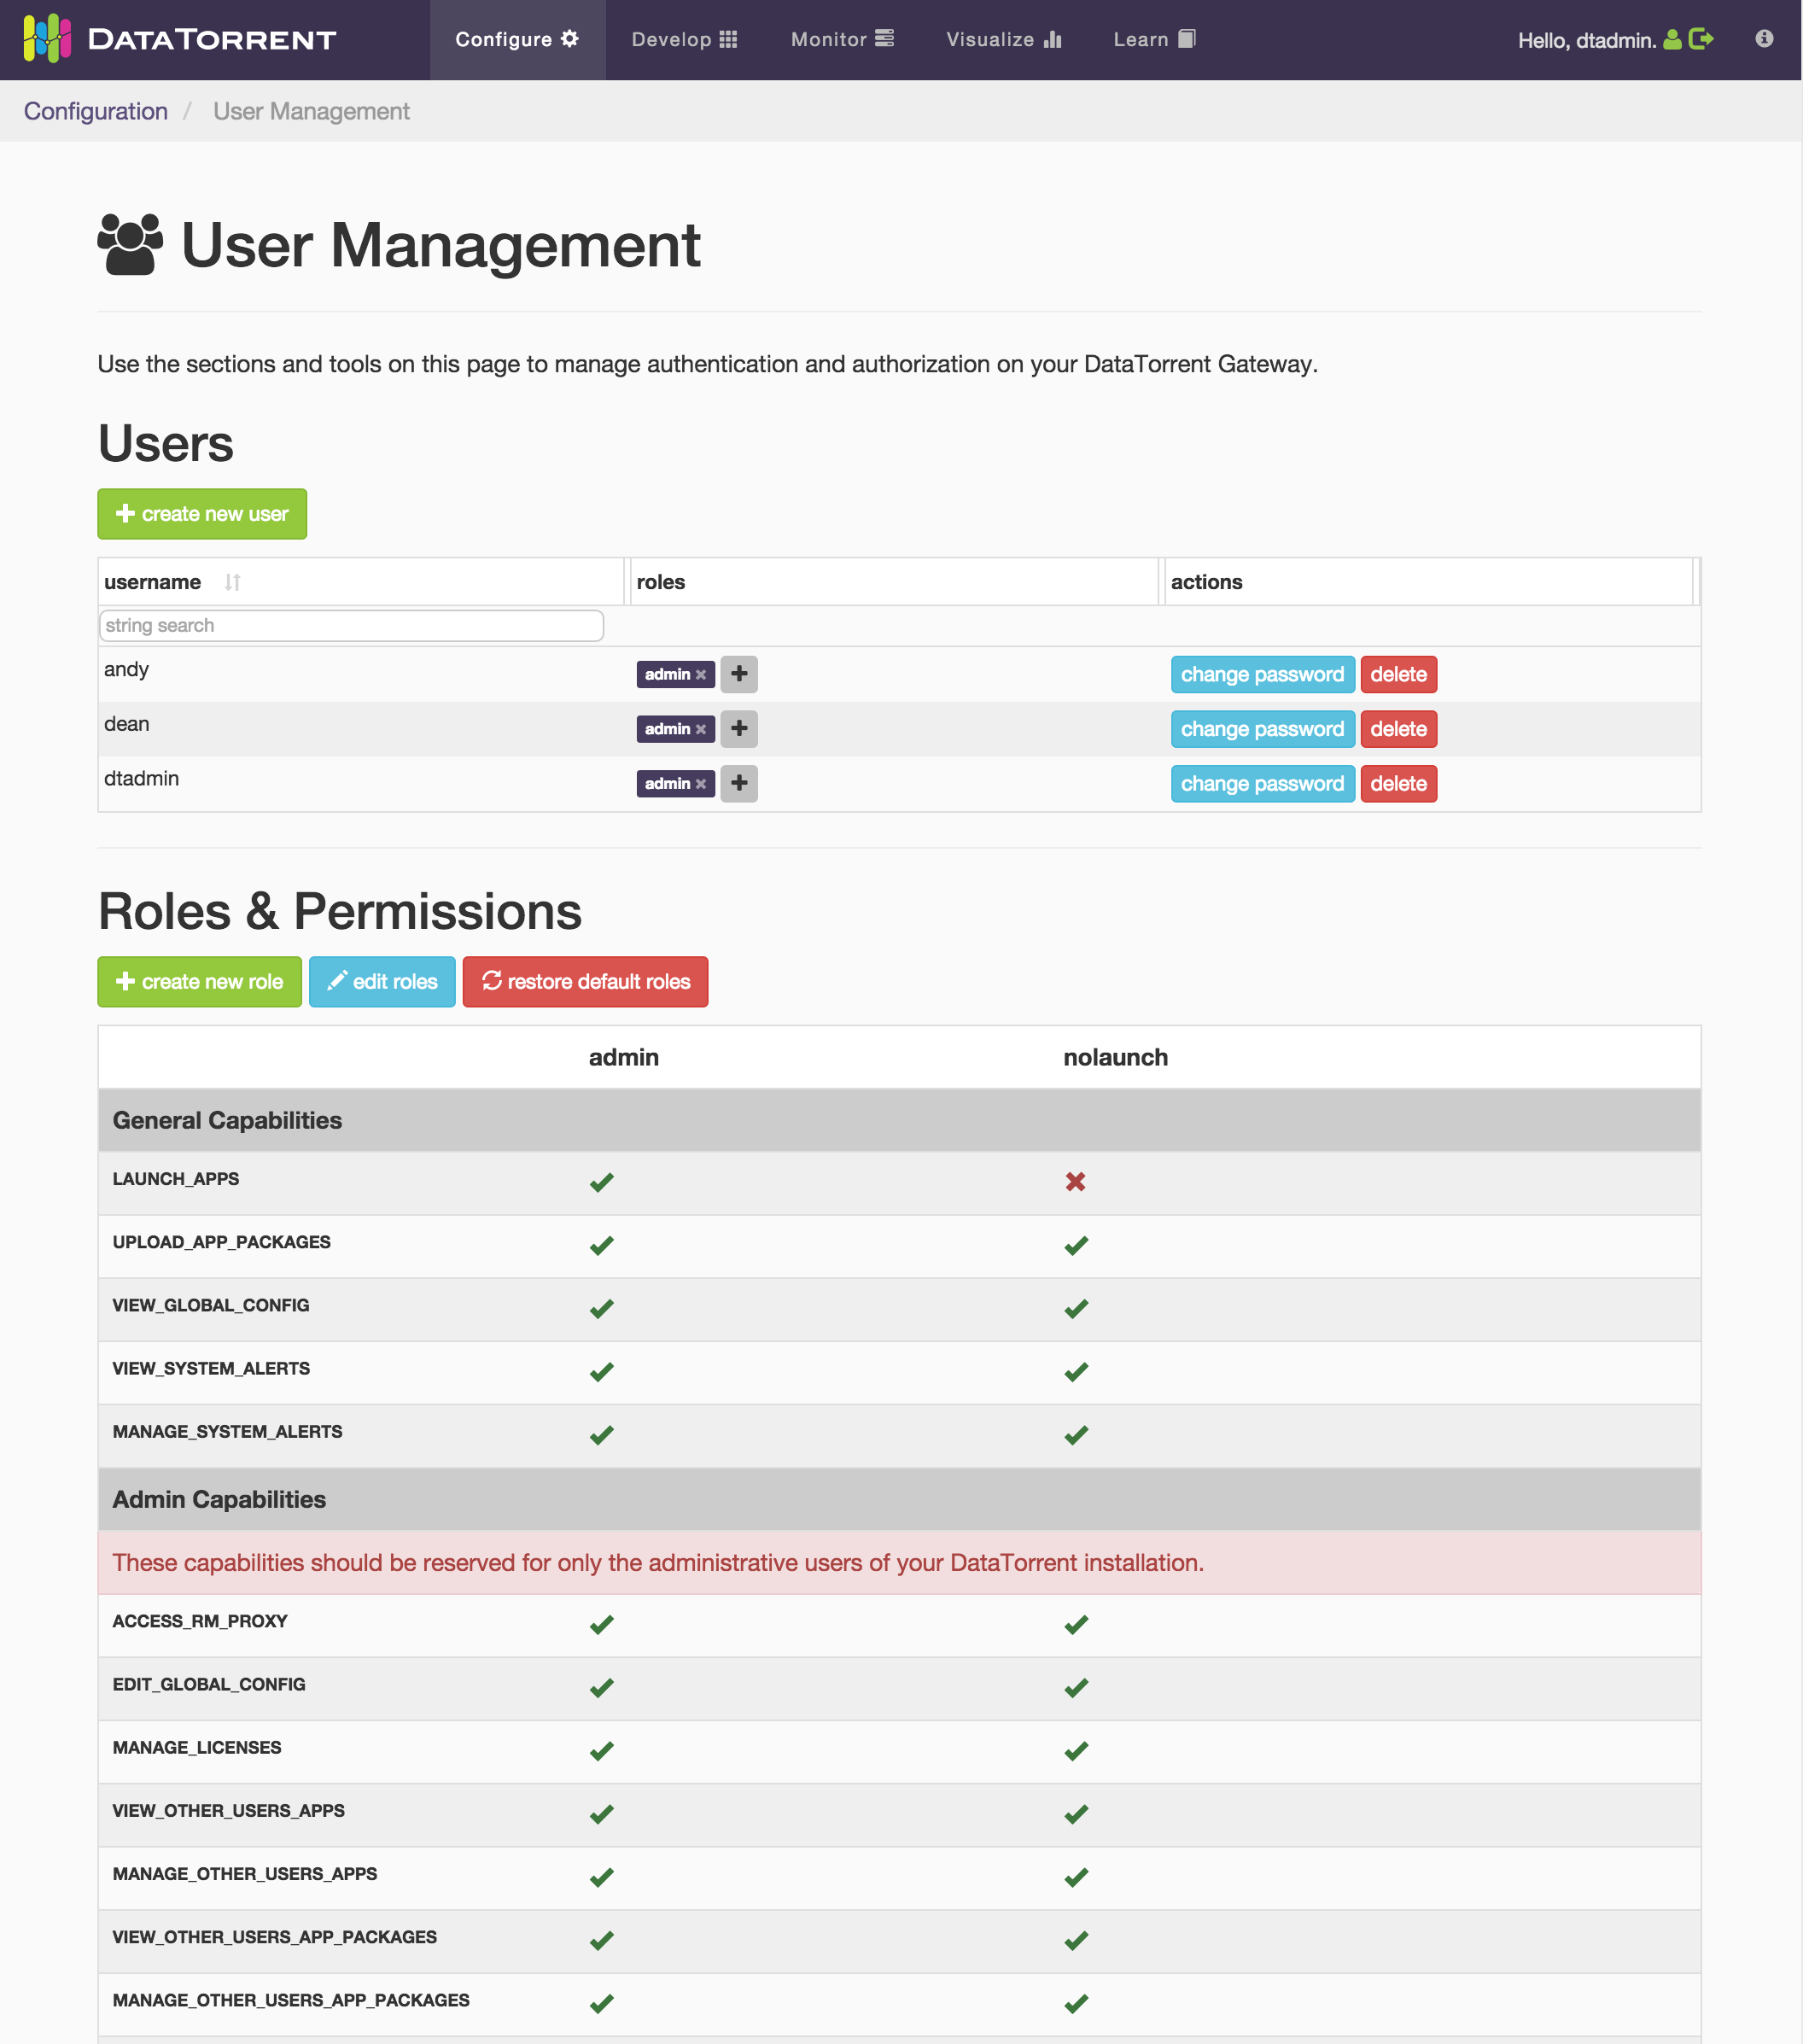 DATATORRENT Configure Develop Monitor Visualize Learn Hello, dtadmin.
Configuration / User Management
User Management
Use the sections and tools on this page to manage authentication and authorization on your DataTorrent Gateway.
Users
create new user
username roles actions
string search
andy admin × + change password delete
dean admin × + change password delete
dtadmin admin × + change password delete
Roles & Permissions
create new role edit roles restore default roles
admin nolaunch
General Capabilities
LAUNCH_APPS
UPLOAD_APP_PACKAGES
VIEW_GLOBAL_CONFIG
VIEW_SYSTEM_ALERTS
MANAGE_SYSTEM_ALERTS
Admin Capabilities
These capabilities should be reserved for only the administrative users of your DataTorrent installation.
ACCESS_RM_PROXY
EDIT_GLOBAL_CONFIG
MANAGE_LICENSES
VIEW_OTHER_USERS_APPS
MANAGE_OTHER_USERS_APPS
VIEW_OTHER_USERS_APP_PACKAGES
MANAGE_OTHER_USERS_APP_PACKAGES